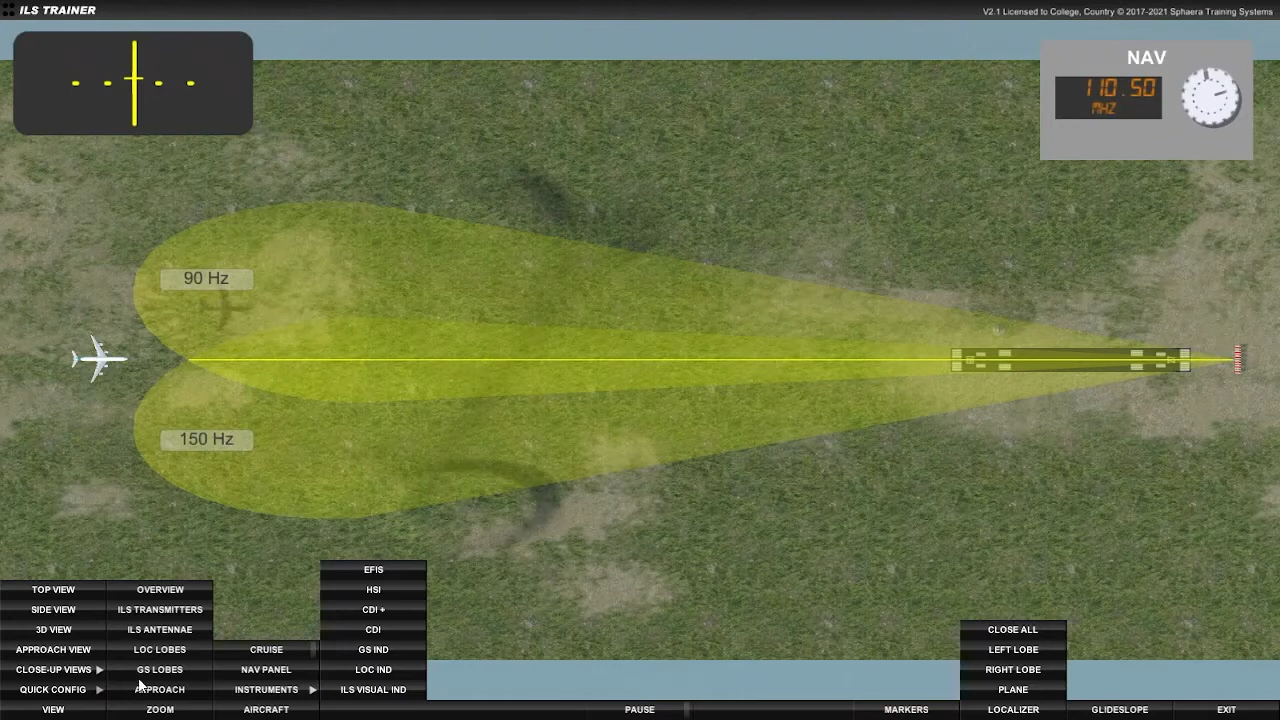 ILS TRAINER
V2.1 Licensed to College, Country © 2017-2021 Sphaera Training Systems
NAV
110.50
MHZ
90 Hz
150 Hz
EFIS
HSI
CDI +
CDI
GS IND
LOC IND
ILS VISUAL IND
TOP VIEW
SIDE VIEW
3D VIEW
APPROACH VIEW
CLOSE-UP VIEWS
QUICK CONFIG
VIEW
OVERVIEW
ILS TRANSMITTERS
ILS ANTENNAE
LOC LOBES
GS LOBES
APPROACH
ZOOM
CRUISE
NAV PANEL
INSTRUMENTS
AIRCRAFT
PAUSE
MARKERS
CLOSE ALL
LEFT LOBE
RIGHT LOBE
PLANE
LOCALIZER
GLIDESLOPE
EXIT